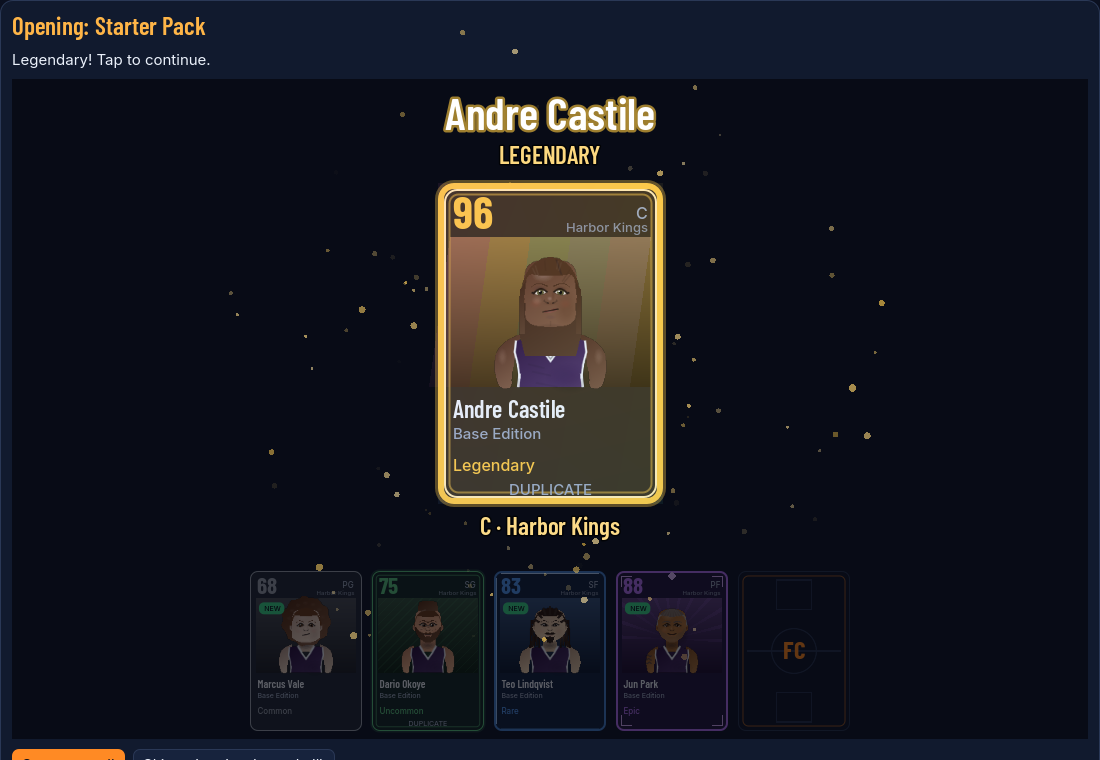 Opening: Starter Pack
Legendary! Tap to continue.
Andre Castile
LEGENDARY
96
C
Harbor Kings
Andre Castile
Base Edition
Legendary
DUPLICATE
C · Harbor Kings
68
PG
Harbor Kings
NEW
Marcus Vale
Base Edition
Common
75
SG
Harbor Kings
Dario Okoye
Base Edition
Uncommon
DUPLICATE
83
SF
Harbor Kings
NEW
Teo Lindqvist
Base Edition
Rare
88
PF
Harbor Kings
NEW
Jun Park
Base Edition
Epic
FC